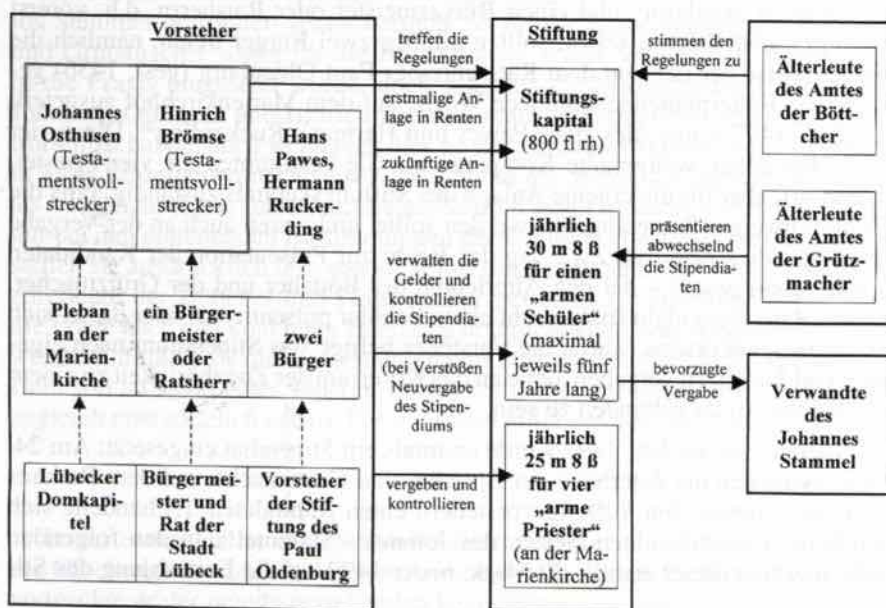 Vorsteher
Johannes
Osthusen
(Testa-
mentsvoll-
strecker)
Hinrich
Brömse
(Testa-
mentsvoll-
strecker)
Hans
Pawes,
Hermann
Rucker-
ding
Pleban
an der
Marien-
kirche
ein Bürger-
meister
oder
Ratsherr
zwei
Bürger
Lübecker
Domkapi-
tel
Bürgermei-
ster und
Rat der
Stadt
Lübeck
Vorsteher
der Stif-
tung des
Paul
Oldenburg
treffen die
Regelungen
erstmalige An-
lage in Renten
zukünftige An-
lage in Renten
verwalten die
Gelder und
kontrollieren
die Stipendia-
ten
(bei Verstößen
Neuvergabe
des Stipen-
diums)
vergeben und
kontrollieren
Stiftung
Stiftungs-
kapital
(800 fl rh)
jährlich
30 m 8 ß
für einen
„armen
Schüler“
(maximal
jeweils fünf
Jahre lang)
jährlich
25 m 8 ß
für vier
„arme
Priester“
(an der Ma-
rienkirche)
stimmen den
Regelungen zu
präsentieren
abwechselnd
die Stipendia-
ten
bevorzugte
Vergabe
Älterleute
des Amtes
der Bött-
cher
Älterleute
des Amtes
der Grütz-
macher
Verwandte
des
Johannes
Stammel